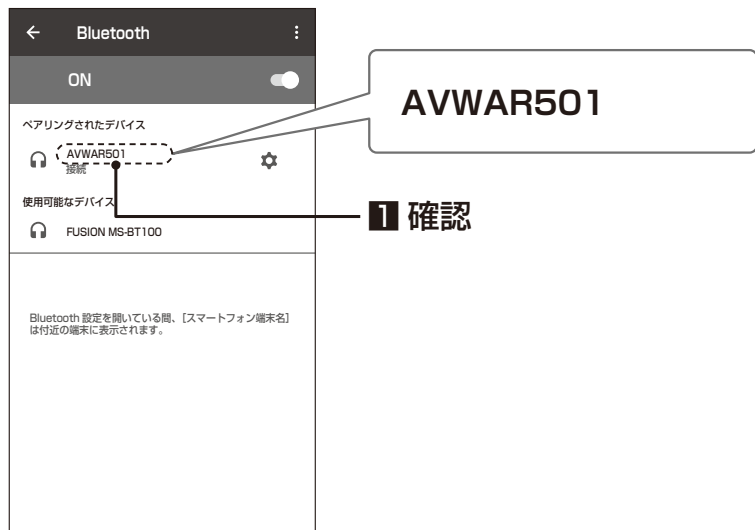 Bluetooth
ON
ペアリングされたデバイス
AVWAR501
接続
使用可能なデバイス
FUSION MS-BT100
Bluetooth 設定を開いている間、[スマートフォン端末名]
は付近の端末に表示されます。
AVWAR501
1 確認